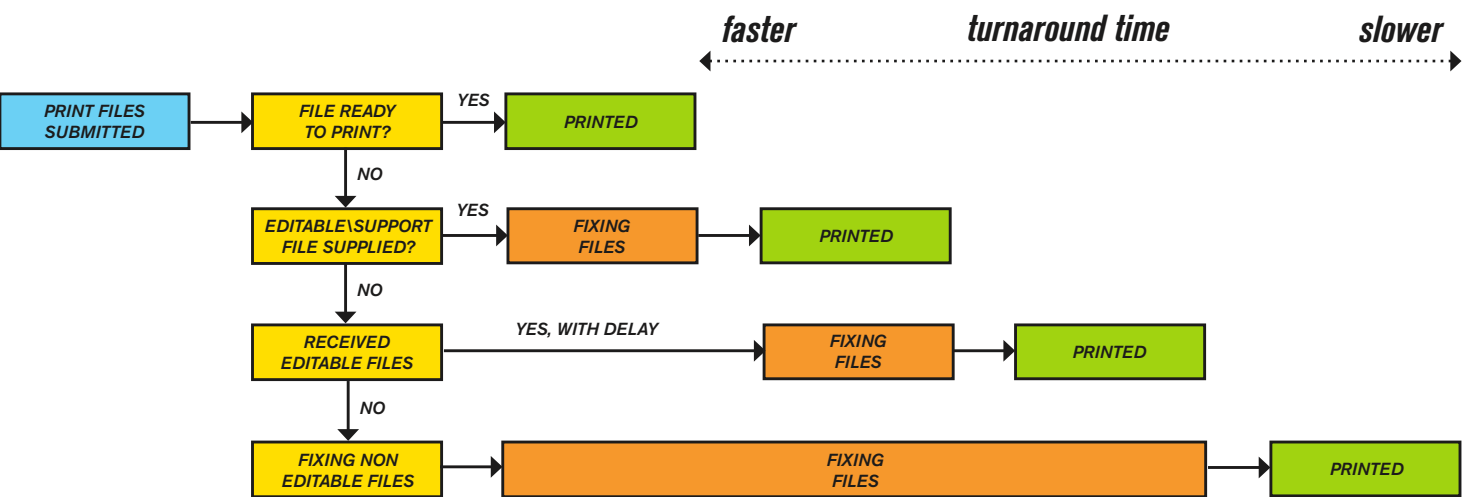 faster turnaround time slower
PRINT FILES
SUBMITTED
FILE READY
TO PRINT?
YES
PRINTED
NO
EDITABLE\SUPPORT
FILE SUPPLIED?
YES
FIXING
FILES
PRINTED
NO
RECEIVED
EDITABLE FILES
YES, WITH DELAY
FIXING
FILES
PRINTED
NO
FIXING NON
EDITABLE FILES
FIXING
FILES
PRINTED